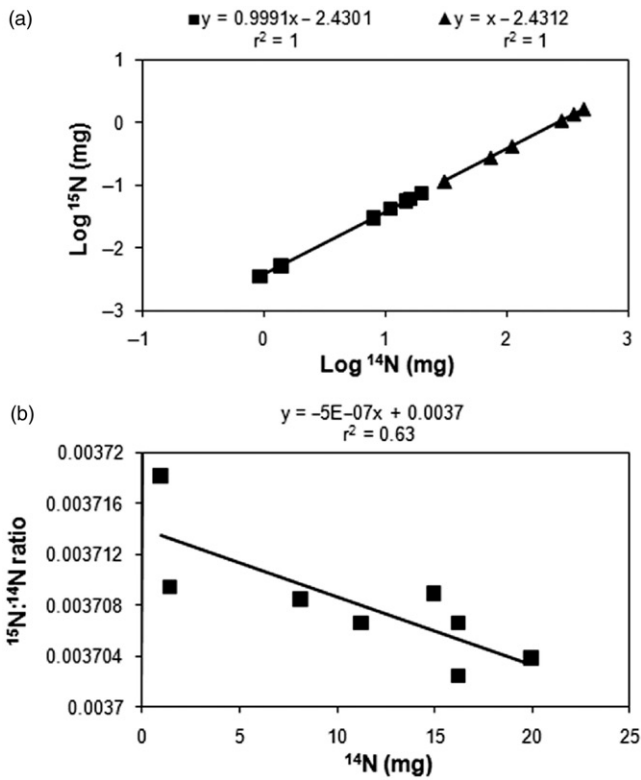 (a)
■ y = 0.9991x – 2.4301 ▲ y = x – 2.4312
r² = 1 r² = 1
1
0
–1
–2
–3
Log ¹⁵N (mg)
–1 0 1 2 3
Log ¹⁴N (mg)
(b)
y = –5E–07x + 0.0037
r² = 0.63
0.00372
0.003716
0.003712
0.003708
0.003704
0.0037
¹⁵N:¹⁴N ratio
0 5 10 15 20 25
¹⁴N (mg)